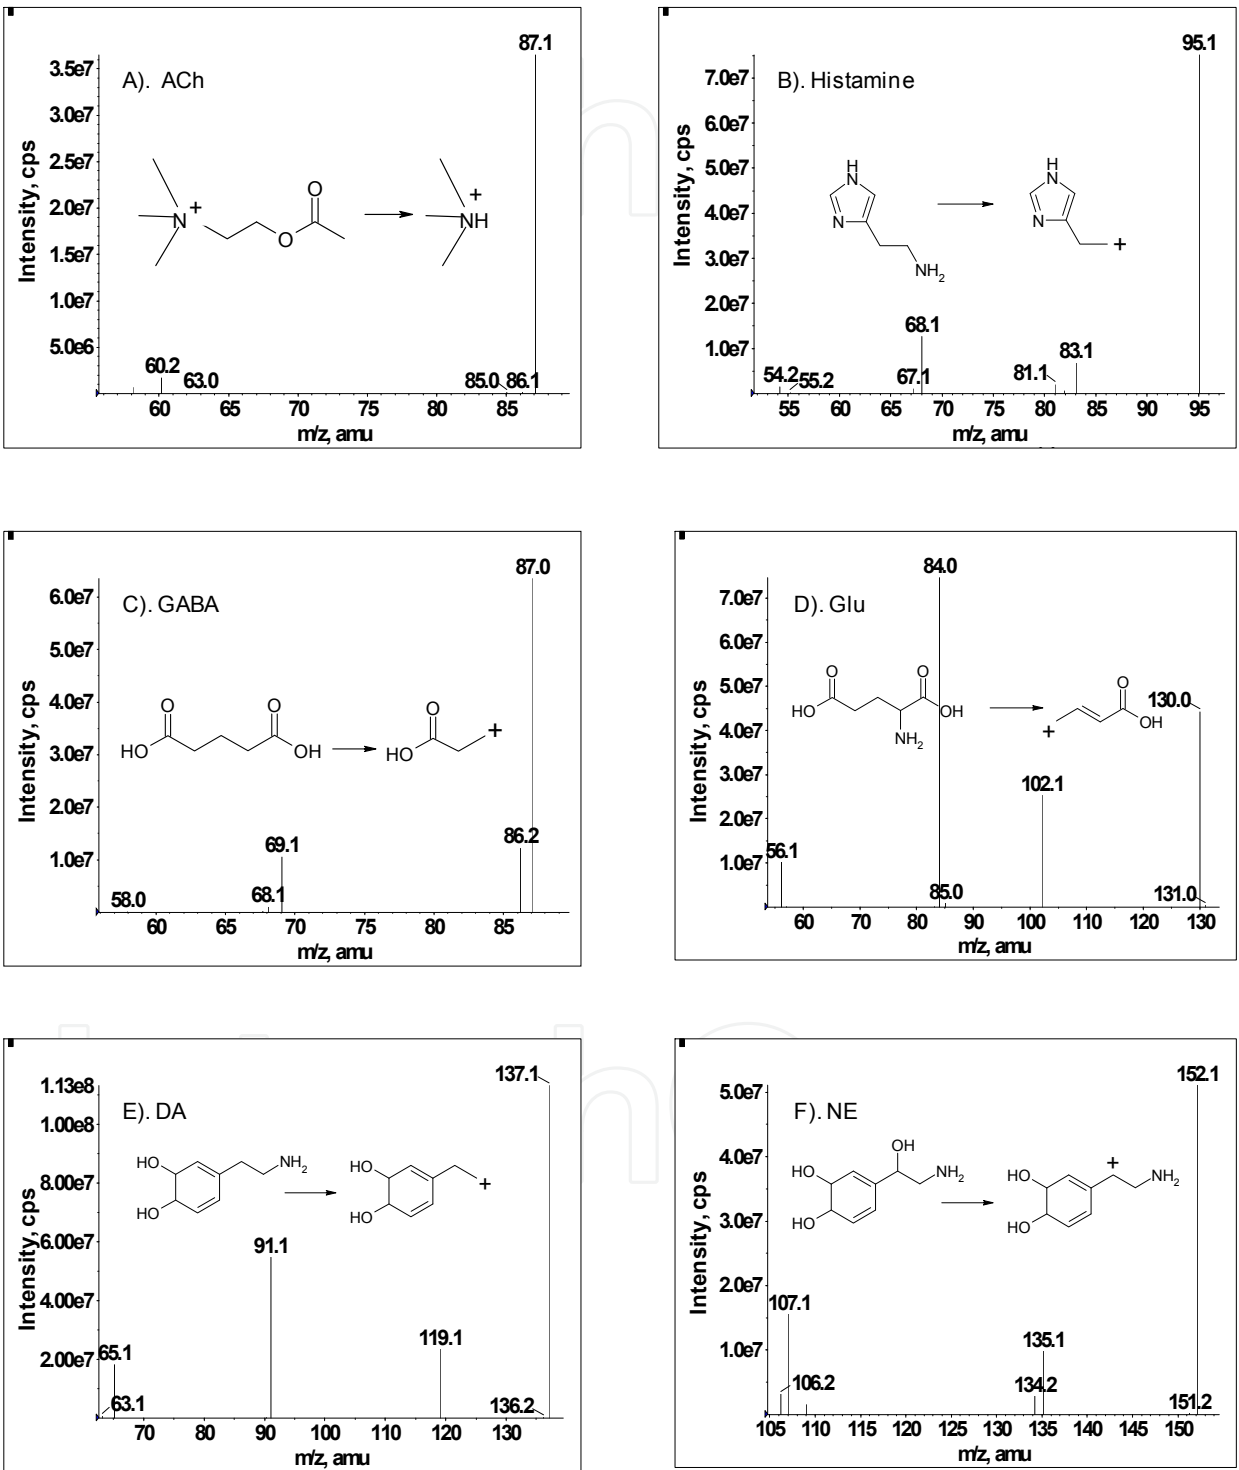 A). ACh
Intensity, cps
3.5e7
3.0e7
2.5e7
2.0e7
1.5e7
1.0e7
5.0e6
87.1
60.2
63.0
85.0
86.1
N
+
O
O
+
NH
60 65 70 75 80 85
m/z, amu
B). Histamine
Intensity, cps
7.0e7
6.0e7
5.0e7
4.0e7
3.0e7
2.0e7
1.0e7
95.1
68.1
83.1
81.1
67.1
54.2
55.2
H
N
N
NH2
H
N
N
+
55 60 65 70 75 80 85 90 95
m/z, amu
C). GABA
Intensity, cps
6.0e7
5.0e7
4.0e7
3.0e7
2.0e7
1.0e7
87.0
86.2
69.1
68.1
58.0
O
O
HO
OH
O
HO
+
60 65 70 75 80 85
m/z, amu
D). Glu
Intensity, cps
7.0e7
6.0e7
5.0e7
4.0e7
3.0e7
2.0e7
1.0e7
84.0
130.0
102.1
56.1
85.0
131.0
O
O
HO
OH
NH2
O
OH
+
60 70 80 90 100 110 120 130
m/z, amu
E). DA
Intensity, cps
1.13e8
1.00e8
8.00e7
6.00e7
4.00e7
2.00e7
137.1
91.1
119.1
65.1
63.1
136.2
HO
HO
NH2
HO
HO
+
70 80 90 100 110 120 130
m/z, amu
F). NE
Intensity, cps
5.0e7
4.0e7
3.0e7
2.0e7
1.0e7
152.1
107.1
135.1
134.2
106.2
151.2
OH
HO
HO
NH2
+
HO
HO
NH2
105 110 115 120 125 130 135 140 145 150
m/z, amu